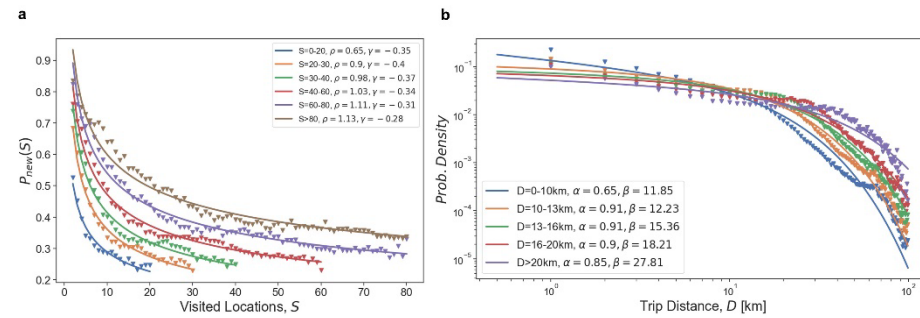 a
S=0-20, ρ = 0.65, γ = − 0.35
S=20-30, ρ = 0.9, γ = − 0.4
S=30-40, ρ = 0.98, γ = − 0.37
S=40-60, ρ = 1.03, γ = − 0.34
S=60-80, ρ = 1.11, γ = − 0.31
S>80, ρ = 1.13, γ = − 0.28
P_new(S)
0.9
0.8
0.7
0.6
0.5
0.4
0.3
0.2
0 10 20 30 40 50 60 70 80
Visited Locations, S
b
Prob. Density
10⁻¹
10⁻²
10⁻³
10⁻⁴
10⁻⁵
D=0-10km, α = 0.65, β = 11.85
D=10-13km, α = 0.91, β = 12.23
D=13-16km, α = 0.91, β = 15.36
D=16-20km, α = 0.9, β = 18.21
D>20km, α = 0.85, β = 27.81
10⁰ 10¹ 10²
Trip Distance, D [km]